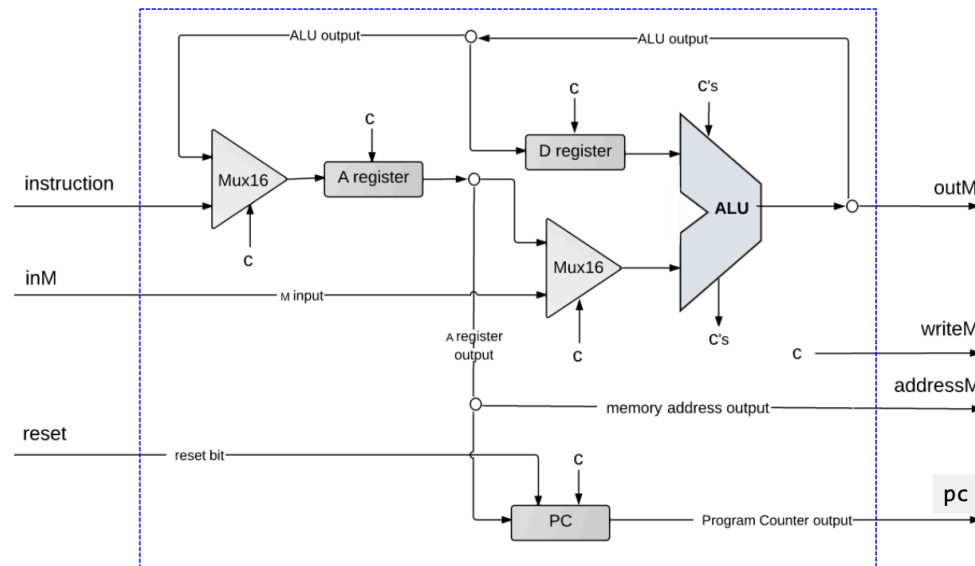 ALU output
ALU output
c
c
c's
Mux16
A register
D register
ALU
instruction
outM
c
Mux16
inM
M input
c
c's
A register
output
writeM
c
addressM
memory address output
reset
reset bit
c
pc
PC
Program Counter output